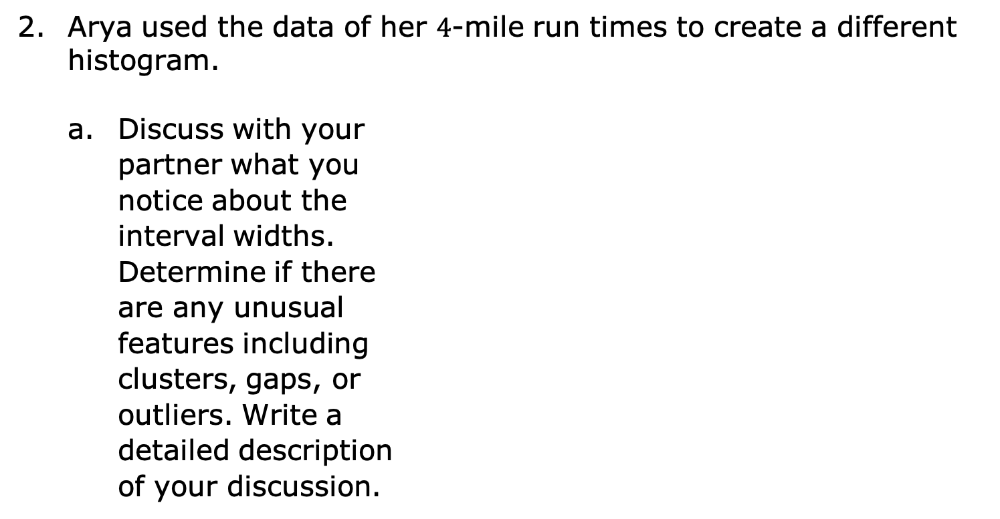 2. Arya used the data of her 4-mile run times to create a different
histogram.
a. Discuss with your
partner what you
notice about the
interval widths.
Determine if there
are any unusual
features including
clusters, gaps, or
outliers. Write a
detailed description
of your discussion.